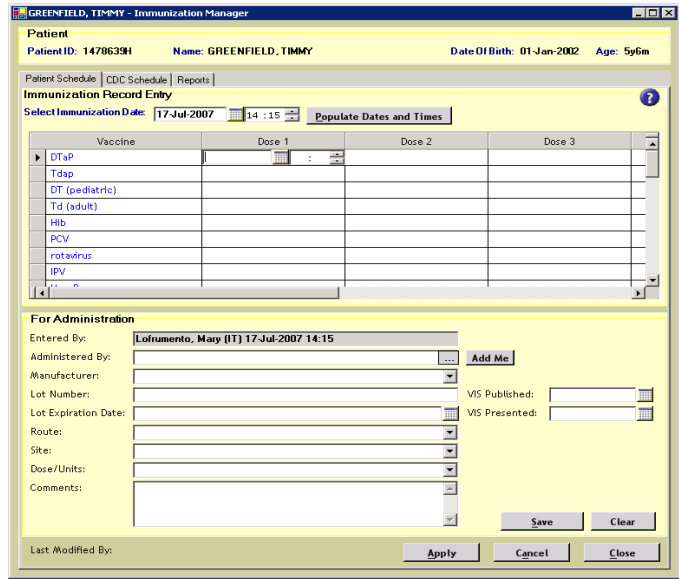 GREENFIELD, TIMMY - Immunization Manager
Patient
Patient ID: 1478639H Name: GREENFIELD, TIMMY Date Of Birth: 01-Jan-2002 Age: 5y6m
Patient Schedule CDC Schedule Reports
Immunization Record Entry
Select Immunization Date: 17-Jul-2007 14 : 15 Populate Dates and Times
Vaccine Dose 1 Dose 2 Dose 3
DTaP :
Tdap
DT (pediatric)
Td (adult)
Hib
PCV
rotavirus
IPV
For Administration
Entered By: Lofrumento, Mary (IT) 17-Jul-2007 14:15
Administered By: ... Add Me
Manufacturer:
Lot Number: VIS Published:
Lot Expiration Date: VIS Presented:
Route:
Site:
Dose/Units:
Comments:
Save Clear
Last Modified By: Apply Cancel Close